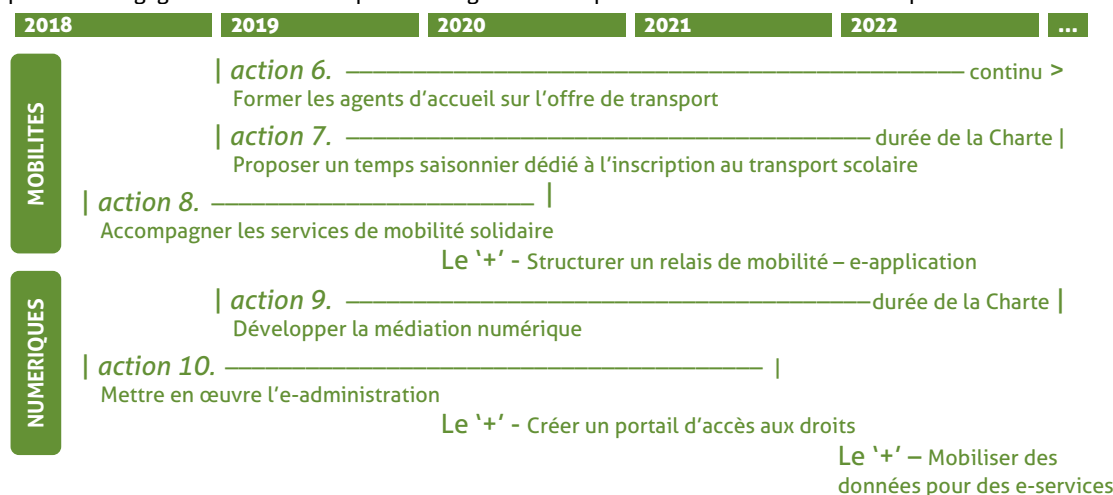 2018 2019 2020 2021 2022 ...
MOBILITES
| action 6. ——— continu >
Former les agents d’accueil sur l’offre de transport
| action 7. ——— durée de la Charte |
Proposer un temps saisonnier dédié à l’inscription au transport scolaire
| action 8. ——— |
Accompagner les services de mobilité solidaire
Le ‘+’ - Structurer un relais de mobilité – e-application
NUMERIQUES
| action 9. ——— durée de la Charte |
Développer la médiation numérique
| action 10. ——— |
Mettre en œuvre l’e-administration
Le ‘+’ - Créer un portail d’accès aux droits
Le ‘+’ – Mobiliser des
données pour des e-services